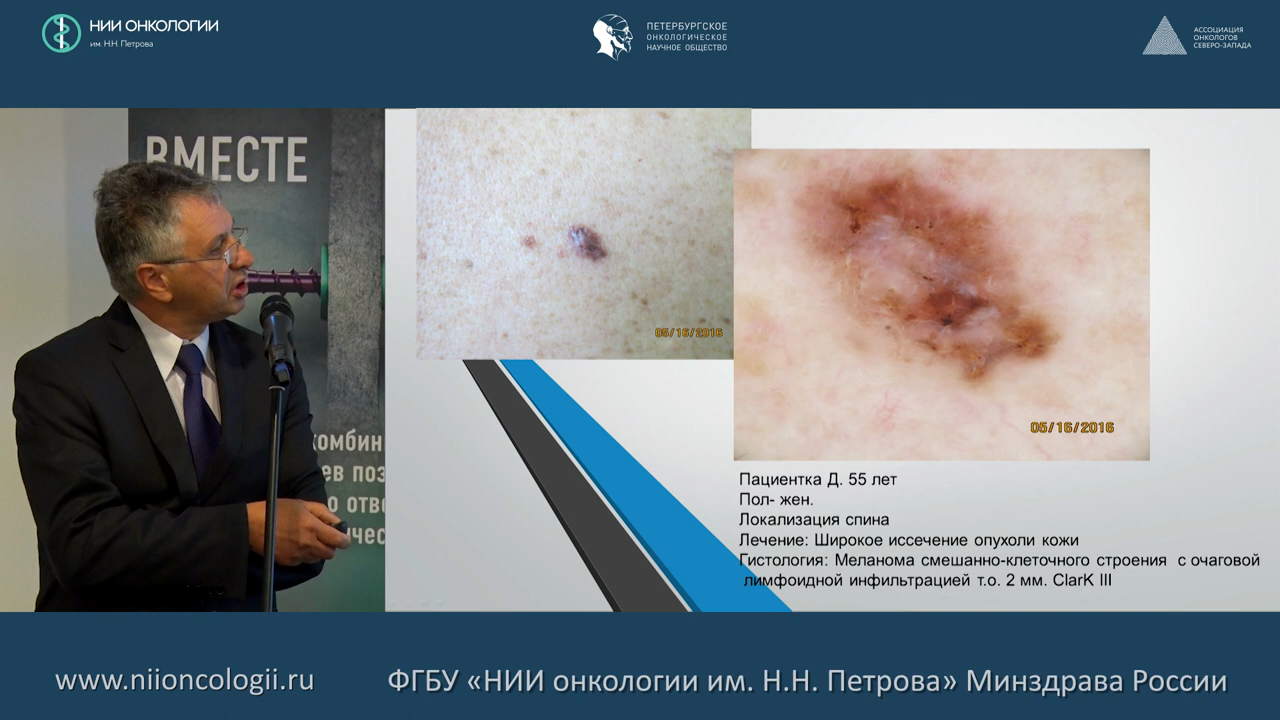 НИИ ОНКОЛОГИИ
им. Н.Н. Петрова
ПЕТЕРБУРГСКОЕ
ОНКОЛОГИЧЕСКОЕ
НАУЧНОЕ ОБЩЕСТВО
АССОЦИАЦИЯ
ОНКОЛОГОВ
СЕВЕРО-ЗАПАДА
ВМЕСТЕ
05/16/2016
05/16/2016
Пациентка Д. 55 лет
Пол- жен.
Локализация спина
Лечение: Широкое иссечение опухоли кожи
Гистология: Меланома смешанно-клеточного строения с очаговой
лимфоидной инфильтрацией т.о. 2 мм. ClarK III
www.niioncologii.ru
ФГБУ «НИИ онкологии им. Н.Н. Петрова» Минздрава России